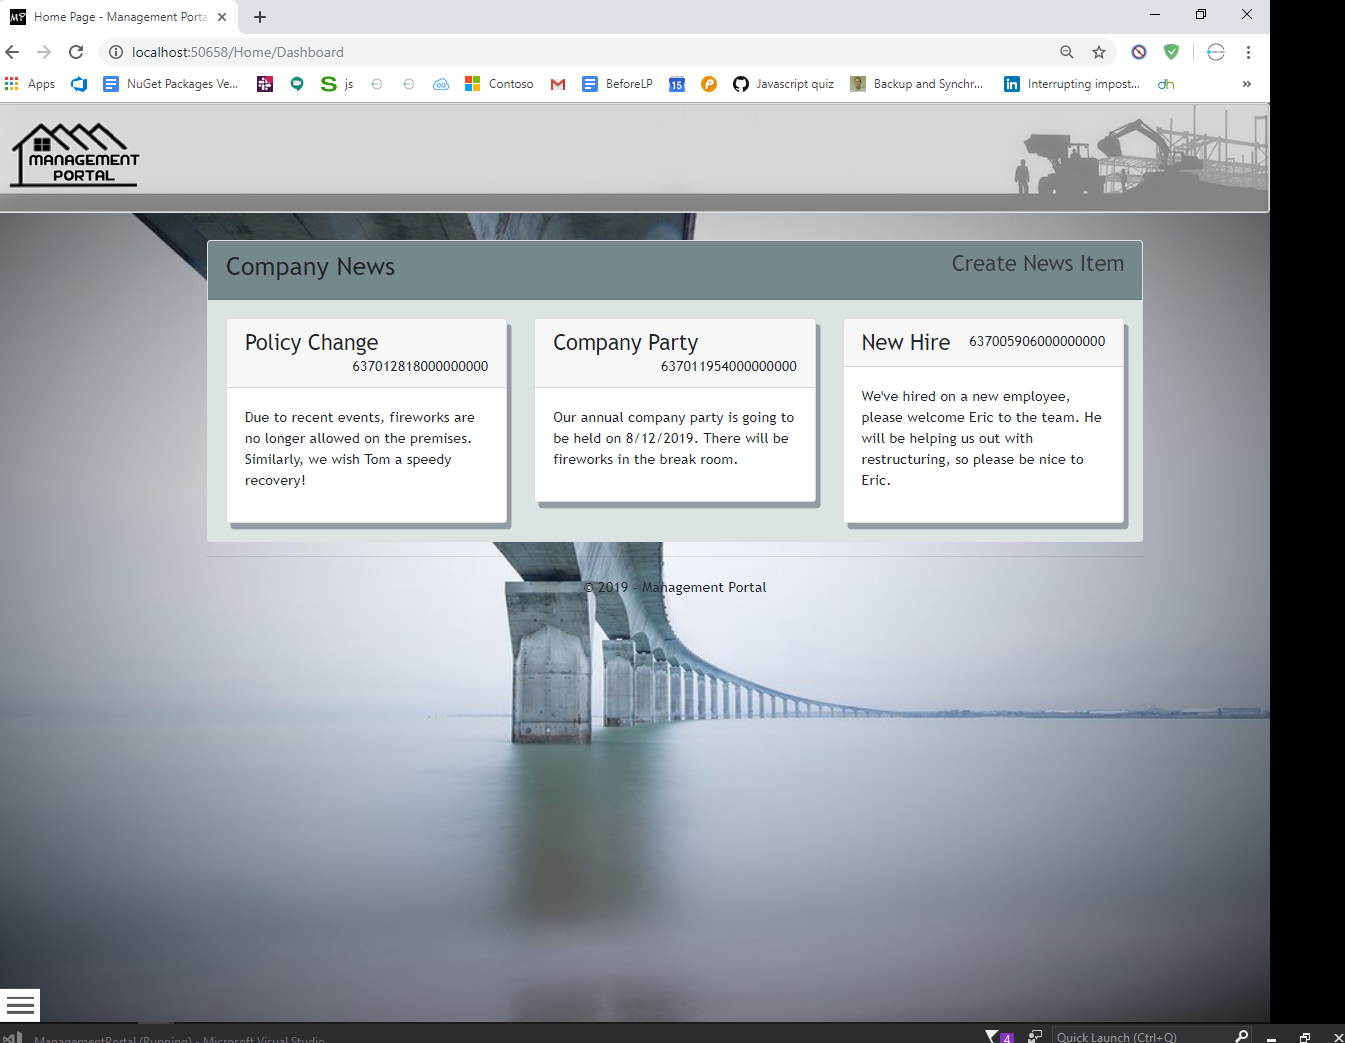 MP Home Page - Management Porta
localhost:50658/Home/Dashboard
Apps NuGet Packages Ve... js Contoso BeforeLP 15 Javascript quiz Backup and Synchr... Interrupting impost... dh »
MANAGEMENT
PORTAL
Company News
Create News Item
Policy Change
637012818000000000
Due to recent events, fireworks are
no longer allowed on the premises.
Similarly, we wish Tom a speedy
recovery!
Company Party
637011954000000000
Our annual company party is going to
be held on 8/12/2019. There will be
fireworks in the break room.
New Hire 637005906000000000
We've hired on a new employee,
please welcome Eric to the team. He
will be helping us out with
restructuring, so please be nice to
Eric.
© 2019 - Management Portal
ManagementPortal (Running) - Microsoft Visual Studio
4
Quick Launch (Ctrl+Q)